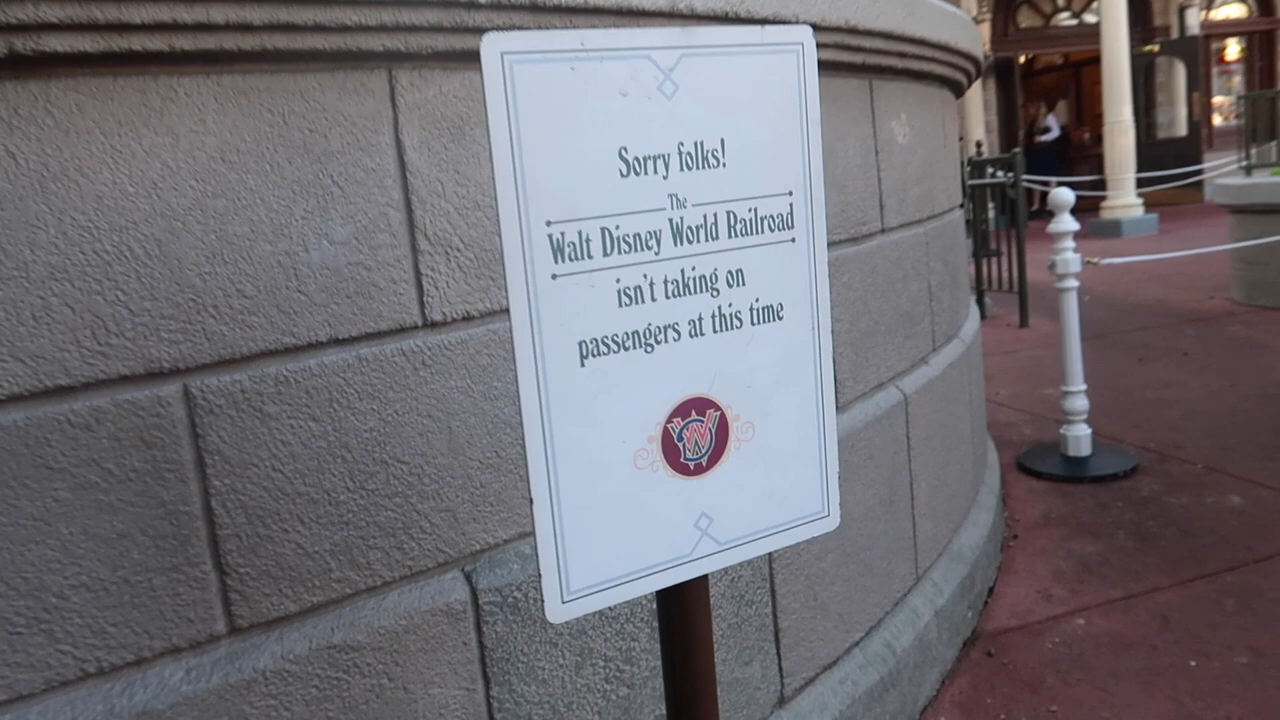 Sorry folks!
The
Walt Disney World Railroad
isn't taking on
passengers at this time